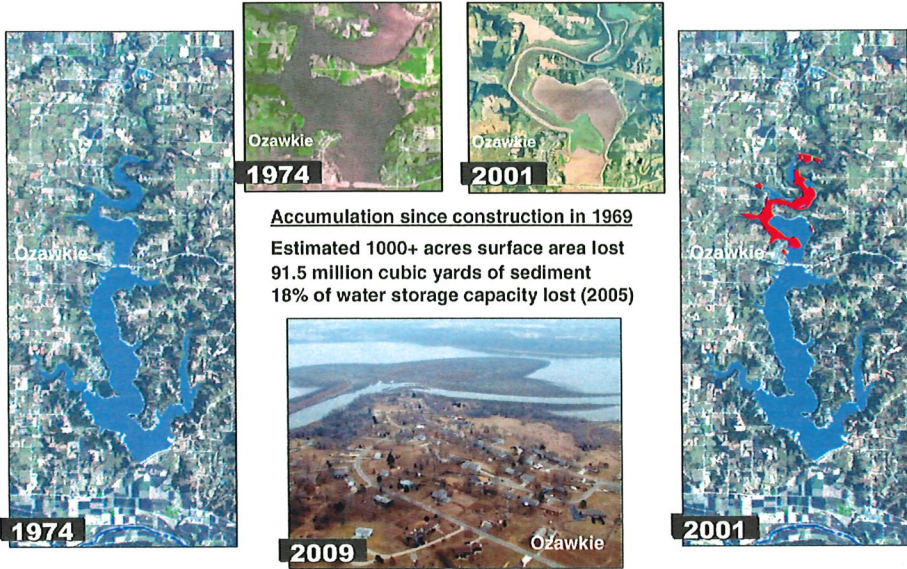 Ozawkie
1974
Ozawkie
1974
Ozawkie
2001
Accumulation since construction in 1969
Estimated 1000+ acres surface area lost
91.5 million cubic yards of sediment
18% of water storage capacity lost (2005)
Ozawkie
2009
Ozawkie
2001